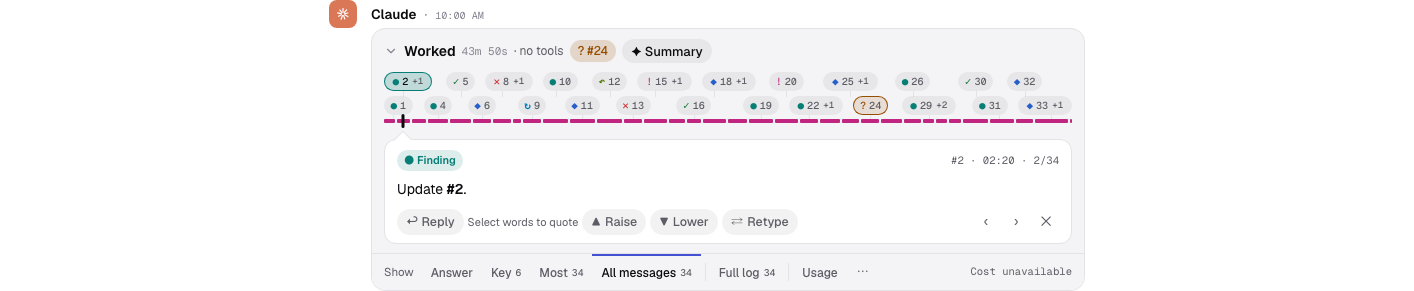 Claude · 10:00 AM
Worked 43m 50s · no tools ? #24 ✦ Summary
● 2 +1 ✓ 5 ✕ 8 +1 ● 10 ↶ 12 ! 15 +1 ◆ 18 +1 ! 20 ◆ 25 +1 ● 26 ✓ 30 ◆ 32
● 1 ● 4 ◆ 6 ↻ 9 ◆ 11 ✕ 13 ✓ 16 ● 19 ● 22 +1 ? 24 ● 29 +2 ● 31 ◆ 33 +1
● Finding #2 · 02:20 · 2/34
Update #2.
↩ Reply Select words to quote ▲ Raise ▼ Lower ⇄ Retype ‹ › ✕
Show Answer Key 6 Most 34 All messages 34 Full log 34 Usage ··· Cost unavailable